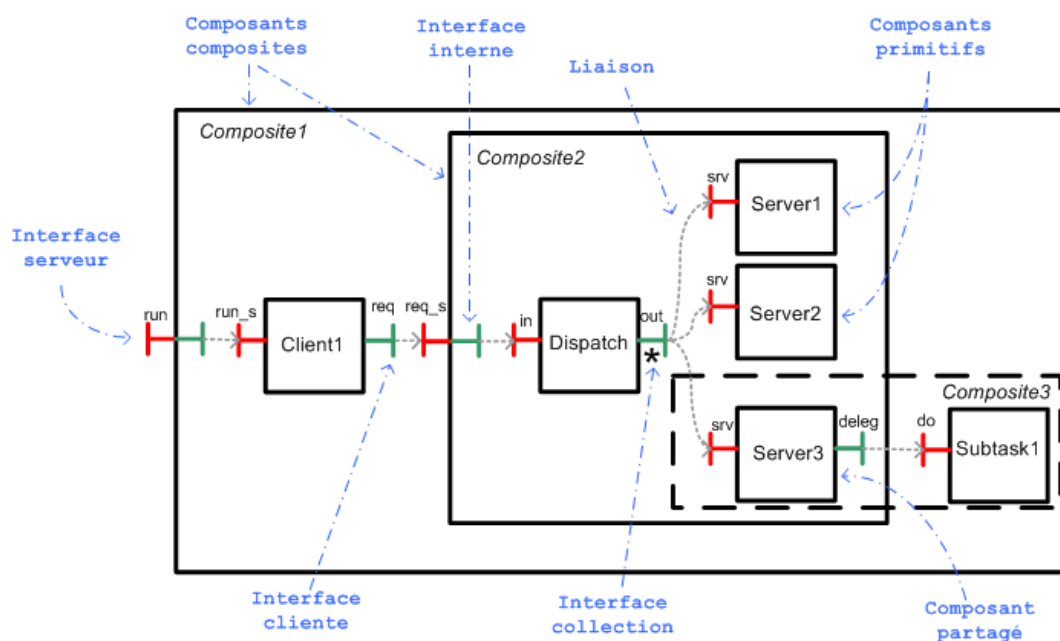 Composants
composites
Interface
interne
Composants
primitifs
Liaison
Composite1
Composite2
srv
Server1
Interface
serveur
srv
Server2
run
run_s
req
req_s
in
out
Client1
Dispatch
*
Composite3
srv
deleg
do
Server3
Subtask1
Interface
cliente
Interface
collection
Composant
partagé